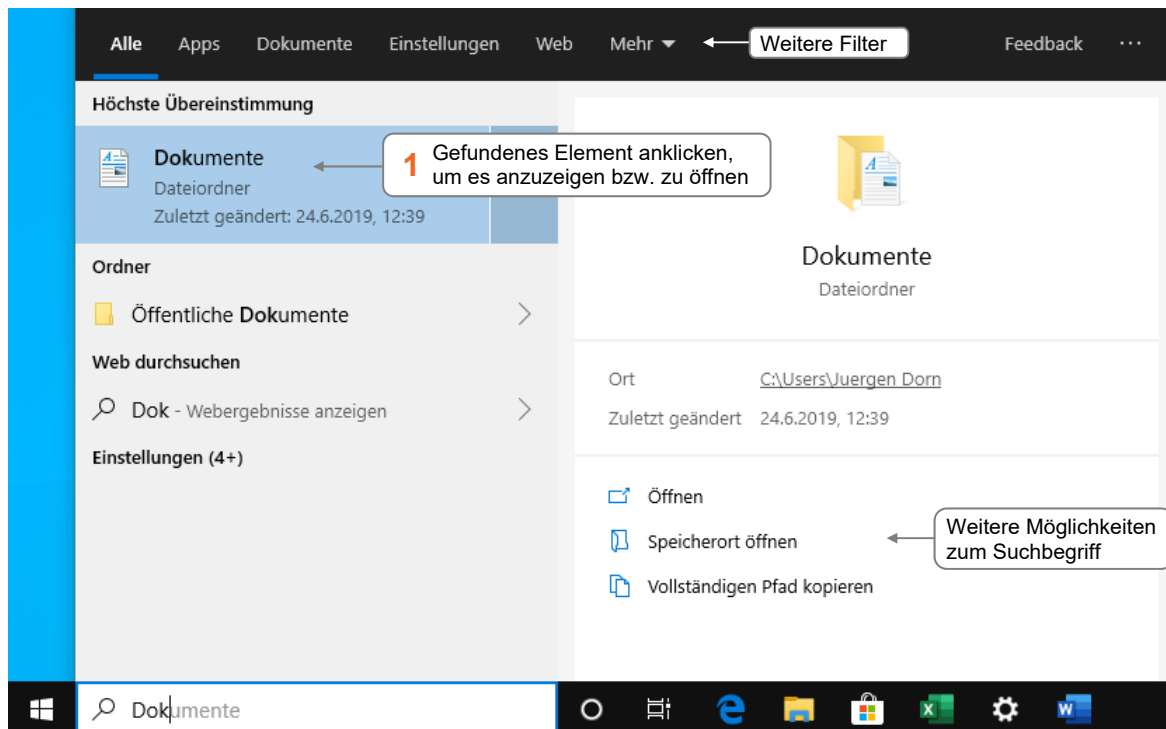 Alle Apps Dokumente Einstellungen Web Mehr Weitere Filter Feedback ...
Höchste Übereinstimmung
Dokumente
Dateiordner
Zuletzt geändert: 24.6.2019, 12:39
1 Gefundenes Element anklicken,
um es anzuzeigen bzw. zu öffnen
Ordner
Öffentliche Dokumente
Web durchsuchen
Dok - Webergebnisse anzeigen
Einstellungen (4+)
Dokumente
Dateiordner
Ort C:\Users\Juergen Dorn
Zuletzt geändert 24.6.2019, 12:39
Öffnen
Speicherort öffnen
Vollständigen Pfad kopieren
Weitere Möglichkeiten
zum Suchbegriff
Dokumente